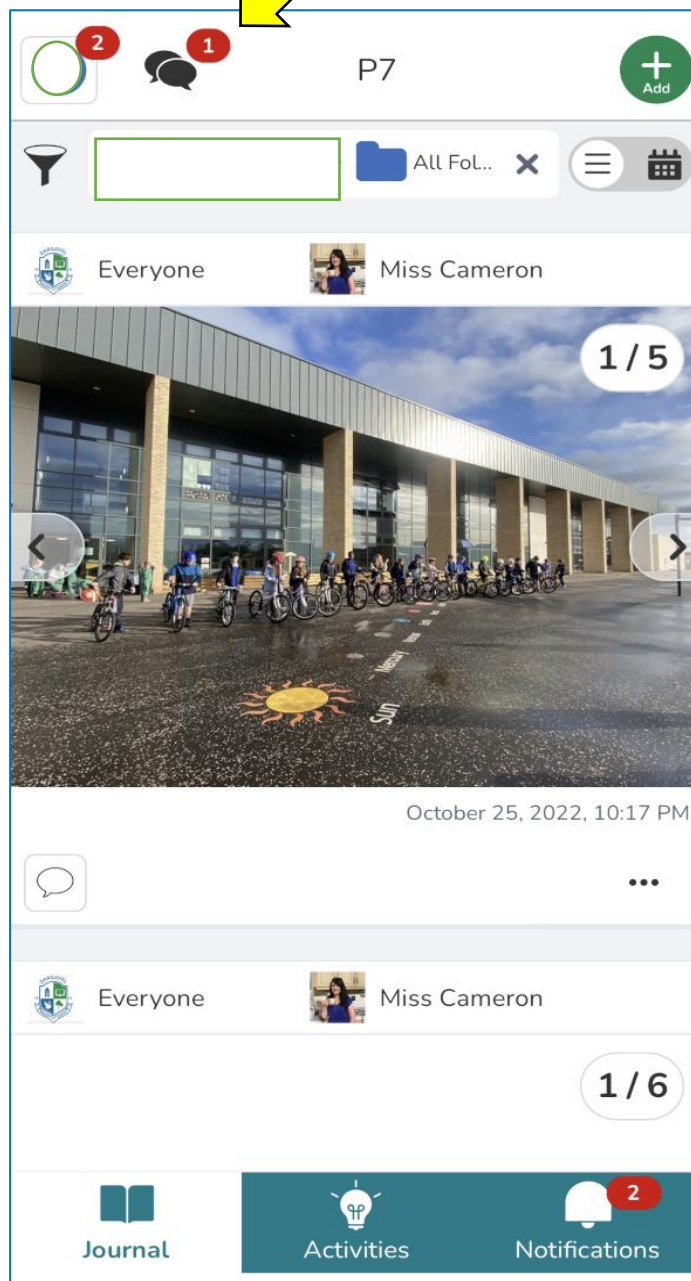 2
1
P7
Add
All Fol...
Everyone
Miss Cameron
1 / 5
Mercury
Sun
October 25, 2022, 10:17 PM
Everyone
Miss Cameron
1 / 6
2
Journal
Activities
Notifications